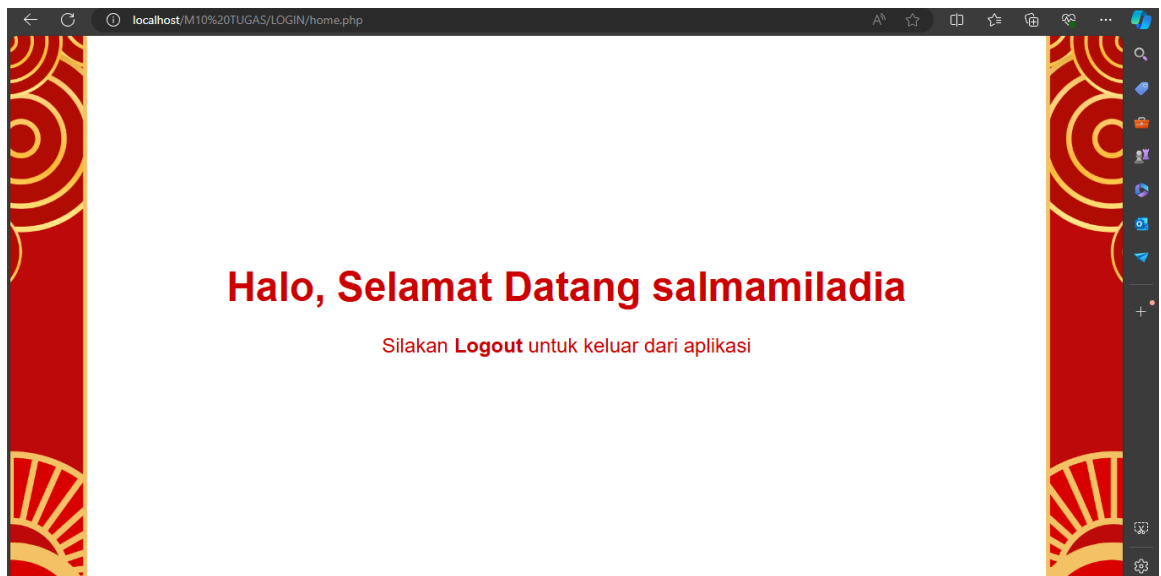 localhost/M10%20TUGAS/LOGIN/home.php
Halo, Selamat Datang salmamiladia
Silakan Logout untuk keluar dari aplikasi